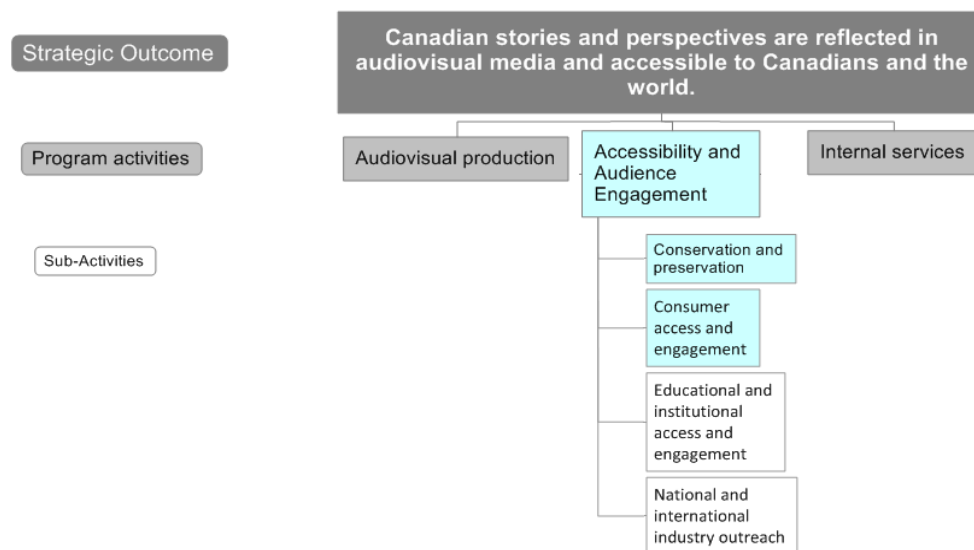 Strategic Outcome
Canadian stories and perspectives are reflected in
audiovisual media and accessible to Canadians and the
world.
Program activities
Audiovisual production
Accessibility and
Audience
Engagement
Internal services
Sub-Activities
Conservation and
preservation
Consumer
access and
engagement
Educational and
institutional
access and
engagement
National and
international
industry outreach